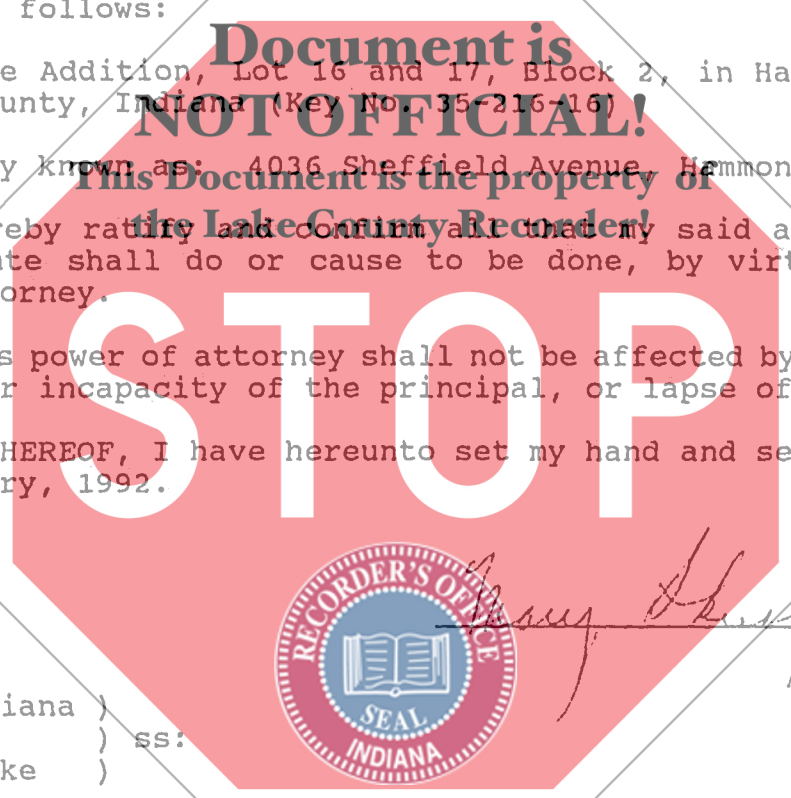 follows:
Document is
e Addition, Lot 16 and 17, Block 2, in Ha
NOT OFFICIAL!
unty, Indiana (Key No. 35-216-16)
y known as: 4036 Sheffield Avenue, Hammon
This Document is the property of
the Lake County Recorder!
eby ratify and confirm all that my said a
te shall do or cause to be done, by virt
orney.
STOP
s power of attorney shall not be affected by
r incapacity of the principal, or lapse of
HEREOF, I have hereunto set my hand and se
ry, 1992.
RECORDER'S OFFICE
SEAL
INDIANA
iana )
) ss:
ke )